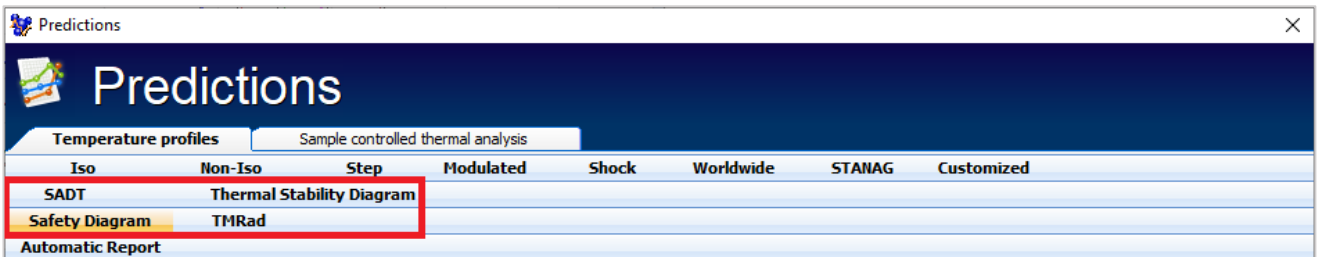 Predictions
Predictions
Temperature profiles Sample controlled thermal analysis
Iso Non-Iso Step Modulated Shock Worldwide STANAG Customized
SADT Thermal Stability Diagram
Safety Diagram TMRad
Automatic Report